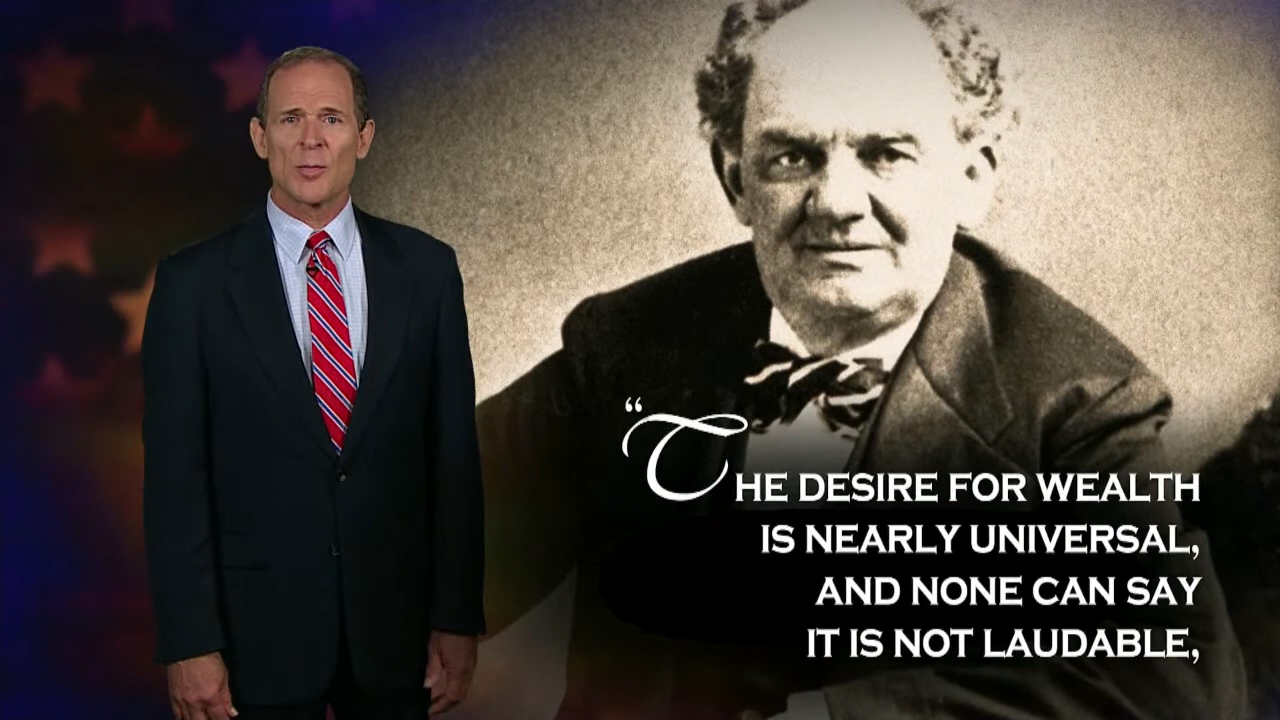 “THE DESIRE FOR WEALTH
IS NEARLY UNIVERSAL,
AND NONE CAN SAY
IT IS NOT LAUDABLE,